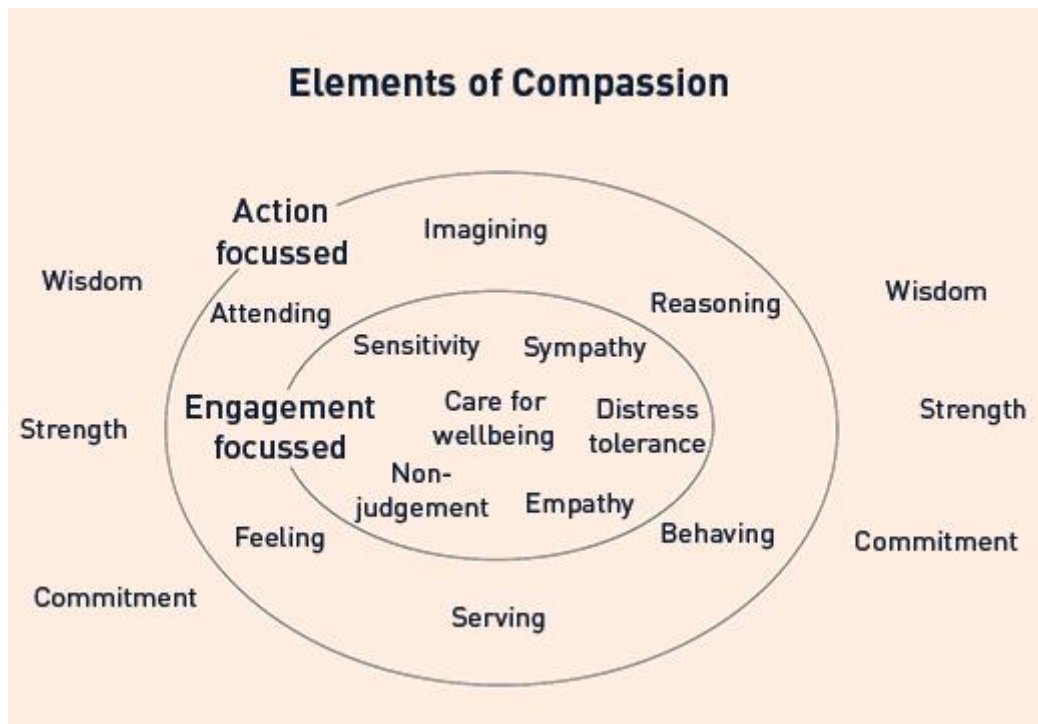 Elements of Compassion
Action
focussed
Imagining
Wisdom
Wisdom
Attending
Reasoning
Sensitivity
Sympathy
Engagement
focussed
Care for
wellbeing
Distress
tolerance
Strength
Strength
Non-
judgement
Empathy
Feeling
Behaving
Commitment
Commitment
Serving